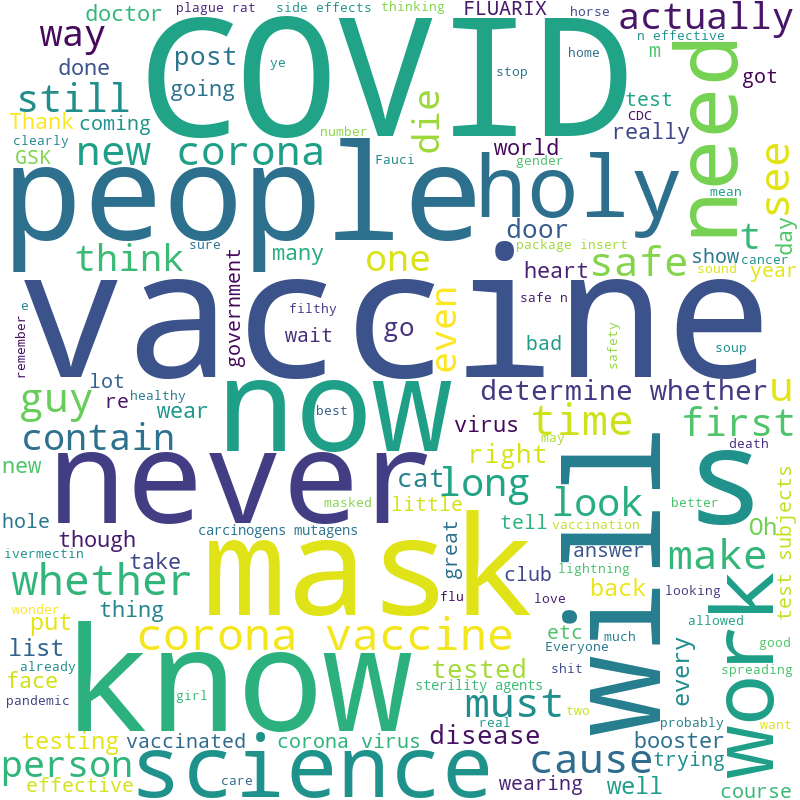 doctor
plague rat
side effects
thinking
FLUARIX
horse
actually
way
COVID
n effective
post
home
done
going
ye
stop
m
need
got
still
die
test
CDC
Thank
coming
number
really
clearly
GSK
new corona
Fauci
world
gender
see
people
holy
mean
door
t
day
sure
package insert
think
many
one
safe
show
cancer
heart
sound
year
government
vaccine
e
filthy
safe n
even
wait
go
remember
bad
safety
soup
lot
now
determine whether
u
guy
re
healthy
wear
best
time
first
virus
contain
may
death
never
right
will
s
new
cat
long
masked
little
look
better
hole
carcinogens mutagens
tell
vaccination
Oh
test subjects
though
mask
great
answer
make
ivermectin
take
club
lightning
whether
back
work
thing
flu
love
looking
wonder
put
know
etc
much
allowed
corona vaccine
list
Everyone
every
good
already
tested
shit
face
sterility agents
spreading
girl
must
two
pandemic
real
probably
want
testing
vaccinated
corona virus
disease
booster
person
science
cause
trying
effective
care
wearing
well
course